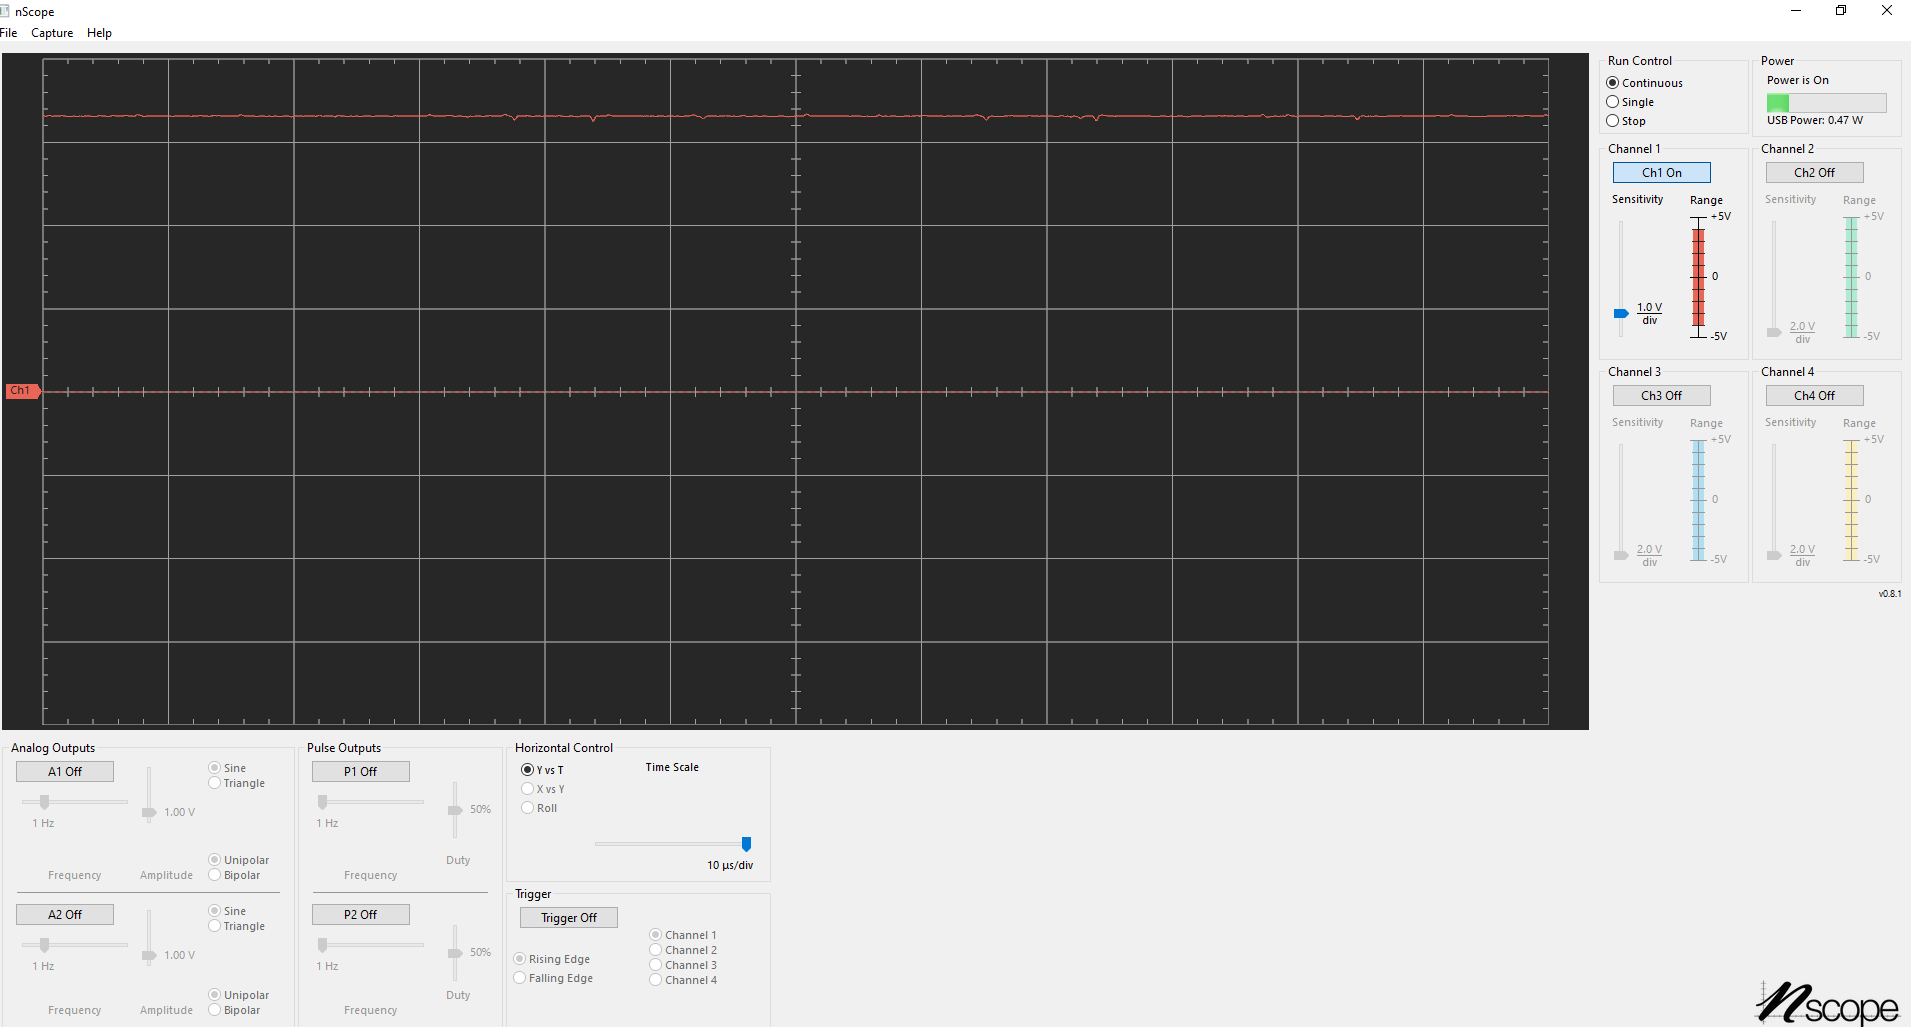 nScope
File Capture Help
Ch1
Run Control
Continuous
Single
Stop
Power
Power is On
USB Power: 0.47 W
Channel 1
Ch1 On
Sensitivity Range
+5V
0
-5V
1.0 V
div
Channel 2
Ch2 Off
Sensitivity Range
+5V
0
-5V
2.0 V
div
Channel 3
Ch3 Off
Sensitivity Range
+5V
0
-5V
2.0 V
div
Channel 4
Ch4 Off
Sensitivity Range
+5V
0
-5V
2.0 V
div
v0.8.1
Analog Outputs
A1 Off
Sine
Triangle
1.00 V
1 Hz
Unipolar
Bipolar
Frequency Amplitude
A2 Off
Sine
Triangle
1.00 V
1 Hz
Unipolar
Bipolar
Frequency Amplitude
Pulse Outputs
P1 Off
50%
1 Hz
Duty
Frequency
P2 Off
50%
1 Hz
Duty
Frequency
Horizontal Control
Y vs T
X vs Y
Roll
Time Scale
10 µs/div
Trigger
Trigger Off
Rising Edge
Falling Edge
Channel 1
Channel 2
Channel 3
Channel 4
nscope